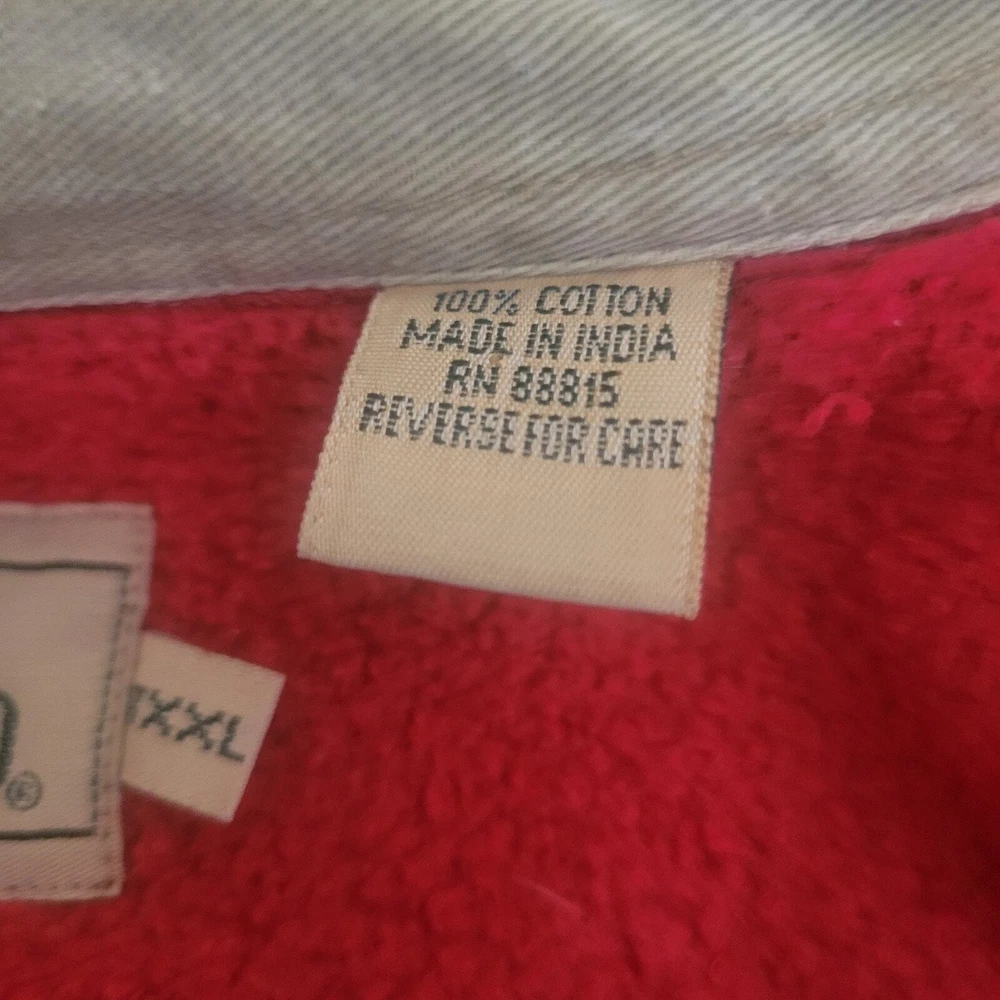 100% COTTON
MADE IN INDIA
RN 88815
REVERSE FOR CARE
XXL
®